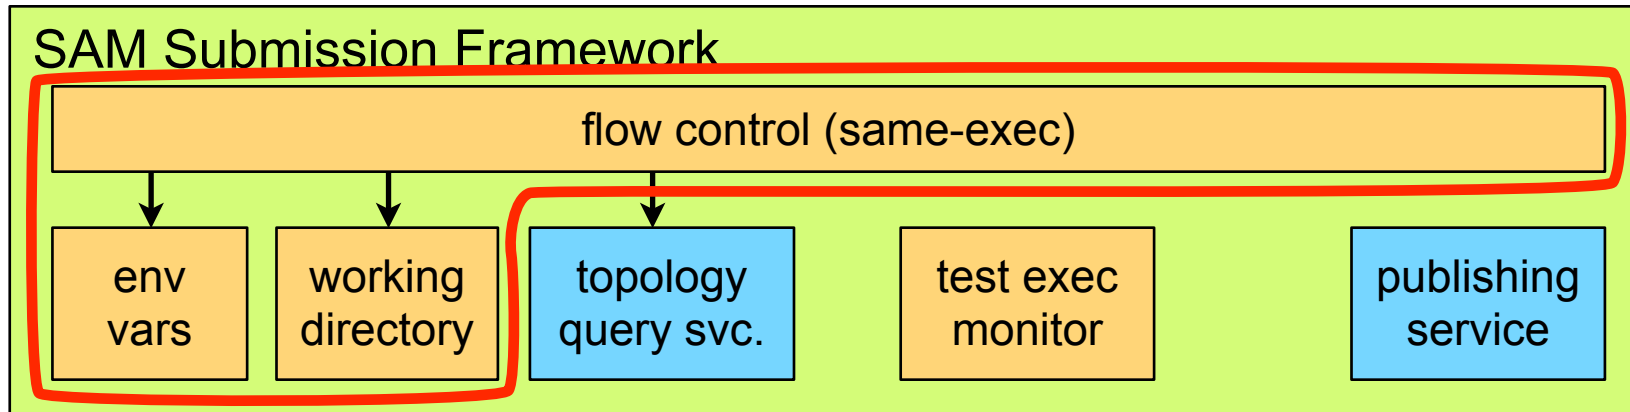 SAM Submission Framework
flow control (same-exec)
env
vars
working
directory
topology
query svc.
test exec
monitor
publishing
service